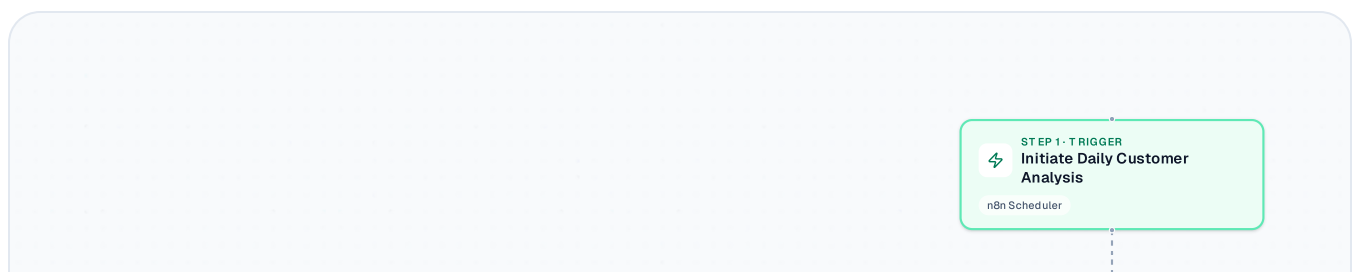 STEP 1 · TRIGGER
Initiate Daily Customer
Analysis
n8n Scheduler